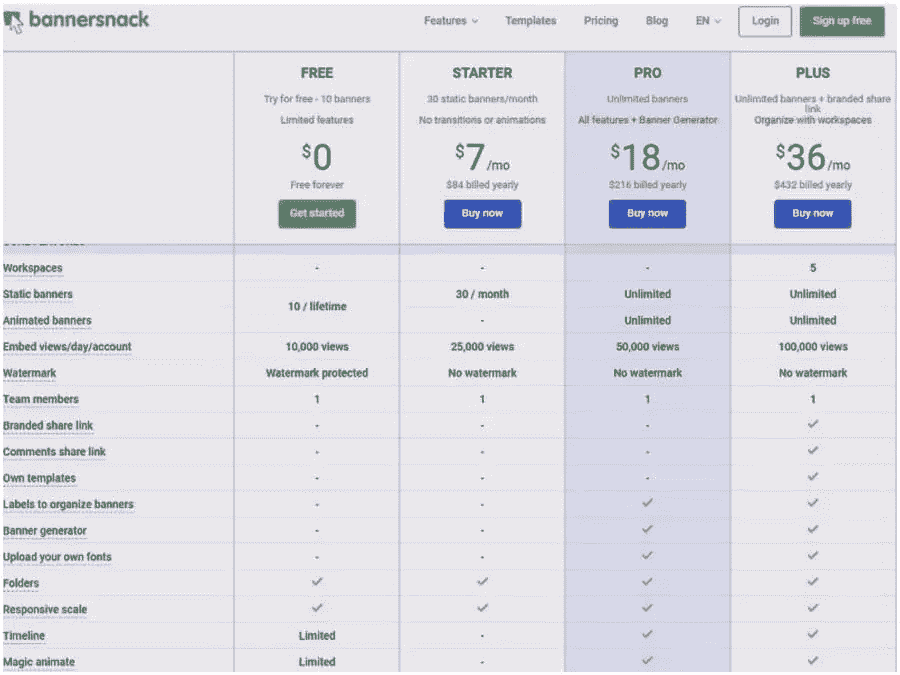 bannersnack Features Templates Pricing Blog EN Login Sign up free
FREE STARTER PRO PLUS
Try for free - 10 banners 30 static banners/month Unlimited banners Unlimited banners + branded share link
Limited features No transitions or animations All features + Banner Generator Organize with workspaces
$0 $7/mo $18/mo $36/mo
Free forever $84 billed yearly $216 billed yearly $432 billed yearly
Get started Buy now Buy now Buy now
Workspaces - - - 5
Static banners 10 / lifetime 30 / month Unlimited Unlimited
Animated banners - Unlimited Unlimited
Embed views/day/account 10,000 views 25,000 views 50,000 views 100,000 views
Watermark Watermark protected No watermark No watermark No watermark
Team members 1 1 1 1
Branded share link - - - ✓
Comments share link - - - ✓
Own templates - - - ✓
Labels to organize banners - - ✓ ✓
Banner generator - - ✓ ✓
Upload your own fonts - - ✓ ✓
Folders ✓ ✓ ✓ ✓
Responsive scale ✓ ✓ ✓ ✓
Timeline Limited - ✓ ✓
Magic animate Limited - ✓ ✓